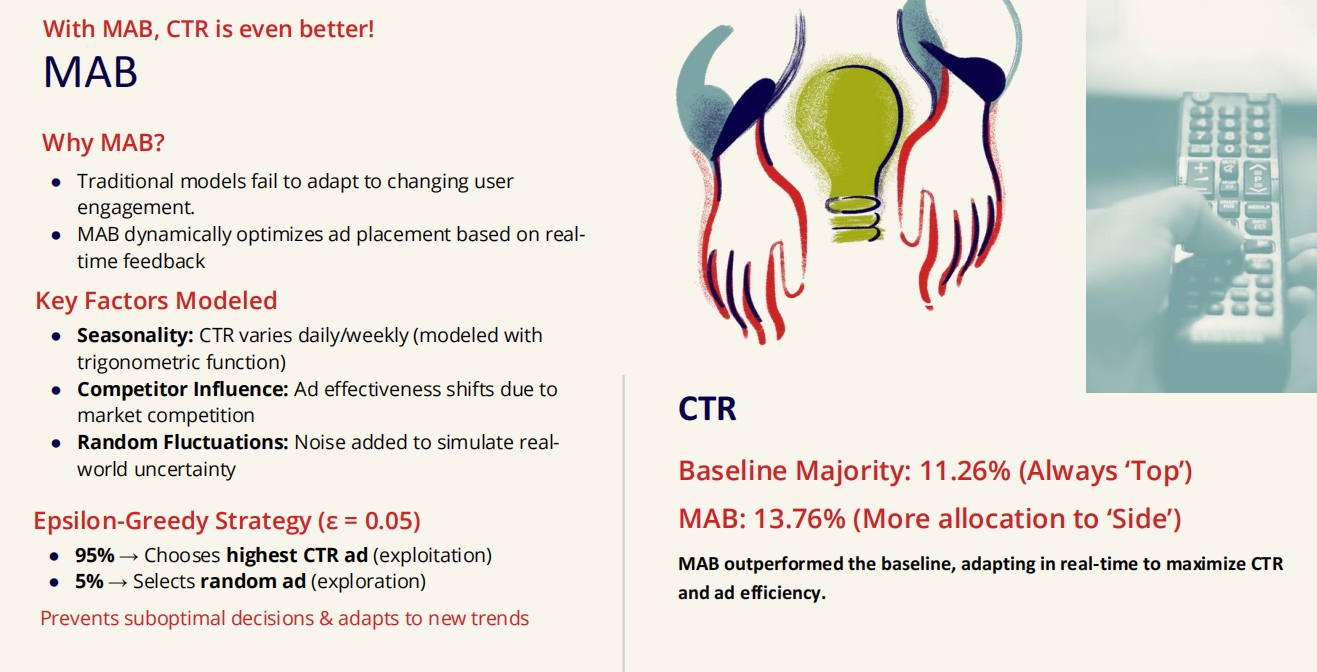 With MAB, CTR is even better!
MAB
Why MAB?
● Traditional models fail to adapt to changing user
engagement.
● MAB dynamically optimizes ad placement based on real-
time feedback
Key Factors Modeled
● Seasonality: CTR varies daily/weekly (modeled with
trigonometric function)
● Competitor Influence: Ad effectiveness shifts due to
market competition
● Random Fluctuations: Noise added to simulate real-
world uncertainty
Epsilon-Greedy Strategy (ε = 0.05)
● 95% → Chooses highest CTR ad (exploitation)
● 5% → Selects random ad (exploration)
Prevents suboptimal decisions & adapts to new trends
CTR
Baseline Majority: 11.26% (Always ‘Top’)
MAB: 13.76% (More allocation to ‘Side’)
MAB outperformed the baseline, adapting in real-time to maximize CTR
and ad efficiency.